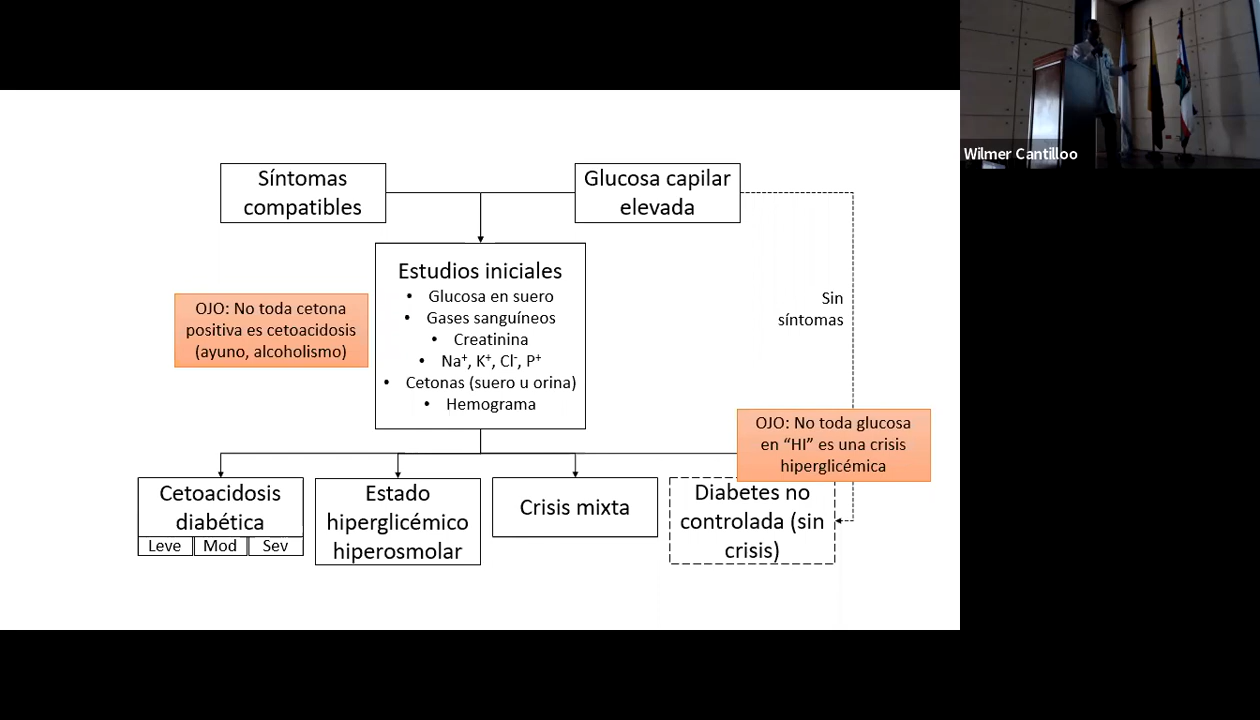 Síntomas
compatibles
Glucosa capilar
elevada
Estudios iniciales
• Glucosa en suero
• Gases sanguíneos
• Creatinina
• Na⁺, K⁺, Cl⁻, P⁺
• Cetonas (suero u orina)
• Hemograma
OJO: No toda cetona
positiva es cetoacidosis
(ayuno, alcoholismo)
Sin
síntomas
OJO: No toda glucosa
en “HI” es una crisis
hiperglicémica
Cetoacidosis
diabética
Leve Mod Sev
Estado
hiperglicémico
hiperosmolar
Crisis mixta
Diabetes no
controlada (sin
crisis)
Wilmer Cantilloo